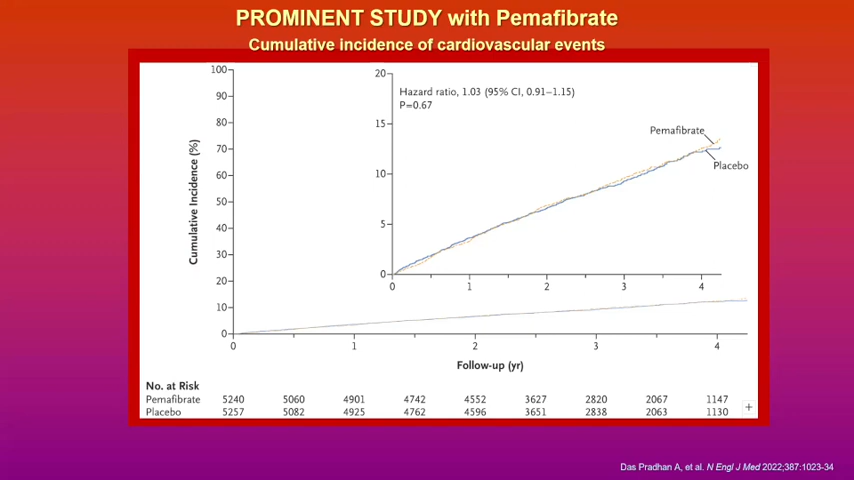 PROMINENT STUDY with Pemafibrate
Cumulative incidence of cardiovascular events
Cumulative Incidence (%)
100
90
80
70
60
50
40
30
20
10
0
0 1 2 3 4
20
15
10
5
0
0 1 2 3 4
Hazard ratio, 1.03 (95% CI, 0.91–1.15)
P=0.67
Pemafibrate
Placebo
Follow-up (yr)
No. at Risk
Pemafibrate 5240 5060 4901 4742 4552 3627 2820 2067 1147
Placebo 5257 5082 4925 4762 4596 3651 2838 2063 1130
+
Das Pradhan A, et al. N Engl J Med 2022;387:1023-34